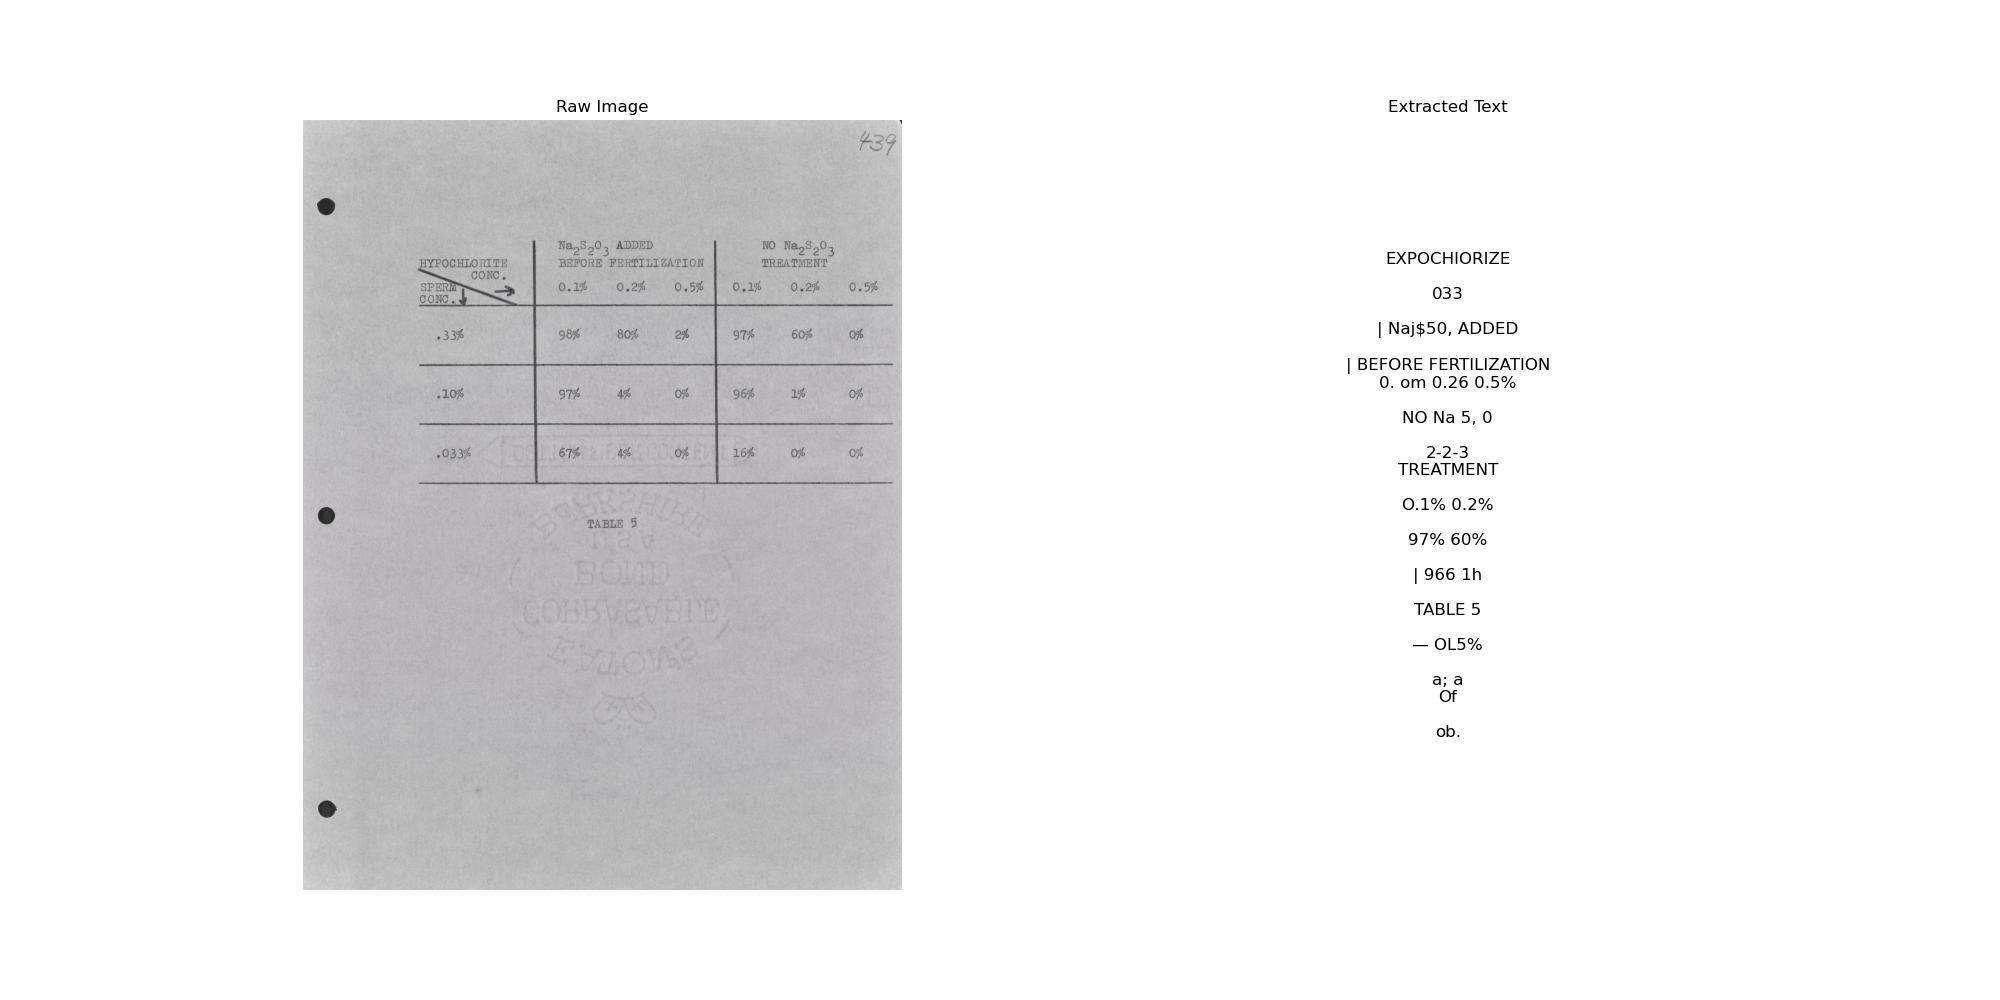 Raw Image
439
Na2S2O3 ADDED
BEFORE FERTILIZATION
NO Na2S2O3
TREATMENT
HYPOCHLORITE
CONC.
SPERM
CONC.
0.1% 0.2% 0.5% 0.1% 0.2% 0.5%
.33% 98% 80% 2% 97% 60% 0%
.10% 97% 4% 0% 96% 1% 0%
.033% 67% 4% 0% 16% 0% 0%
TABLE 5
BERKSHIRE
U S A
BOND
CORRASABLE
EATON'S
Extracted Text
EXPOCHIORIZE
033
| Naj$50, ADDED
| BEFORE FERTILIZATION
0. om 0.26 0.5%
NO Na 5, 0
2-2-3
TREATMENT
O.1% 0.2%
97% 60%
| 966 1h
TABLE 5
— OL5%
a; a
Of
ob.